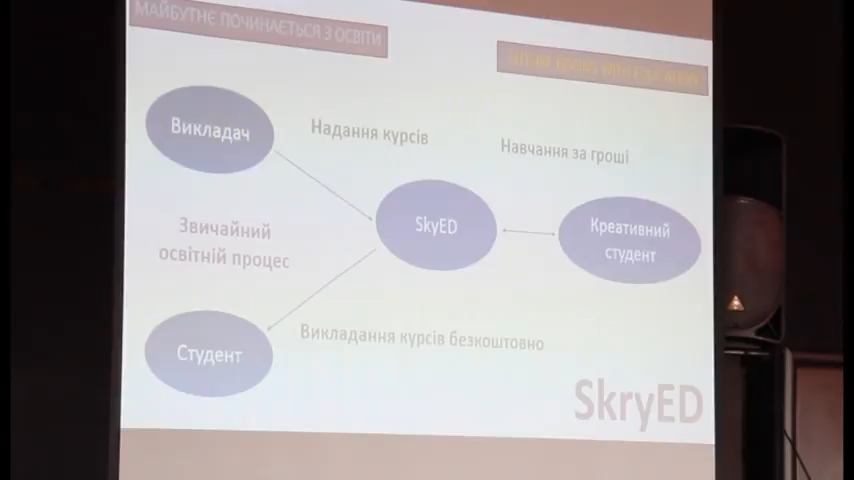 МАЙБУТНЄ ПОЧИНАЄТЬСЯ З ОСВІТИ
Викладач
Надання курсів
Навчання за гроші
SkyED
Креативний
студент
Звичайний
освітній процес
Викладання курсів безкоштовно
Студент
SkryED